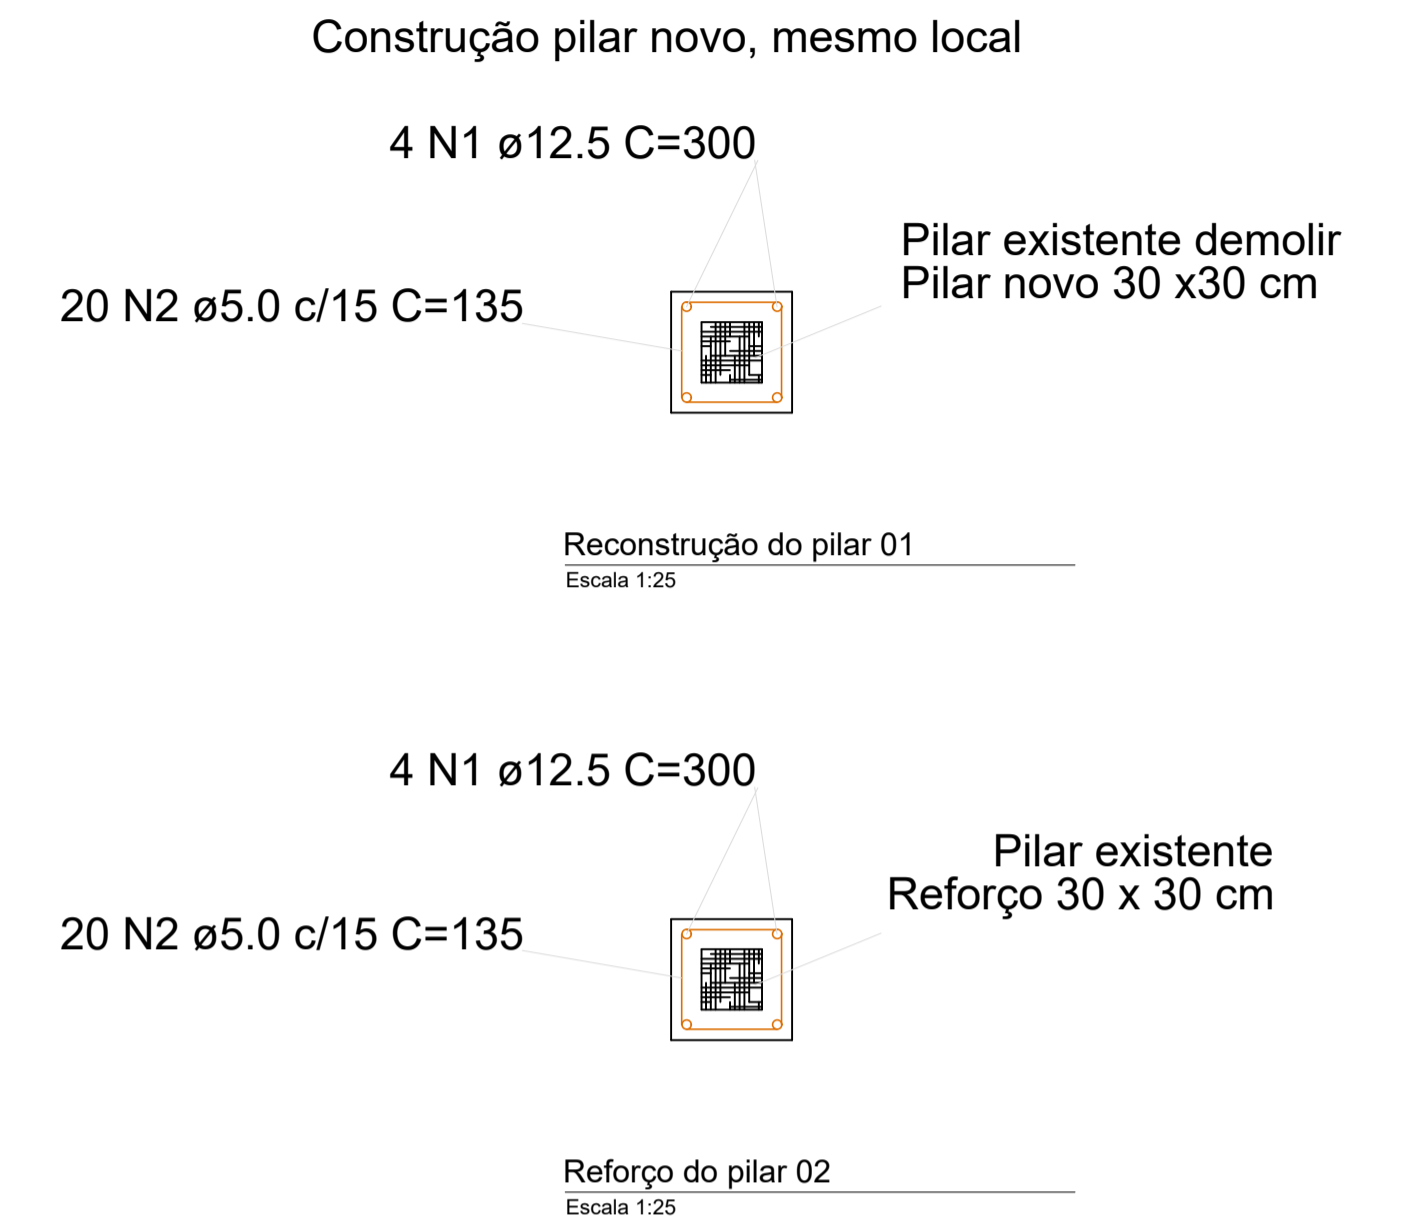 Construção pilar novo, mesmo local
4 N1 ø12.5 C=300
Pilar existente demolir
Pilar novo 30 x30 cm
20 N2 ø5.0 c/15 C=135
Reconstrução do pilar 01
Escala 1:25
4 N1 ø12.5 C=300
Pilar existente
Reforço 30 x 30 cm
20 N2 ø5.0 c/15 C=135
Reforço do pilar 02
Escala 1:25